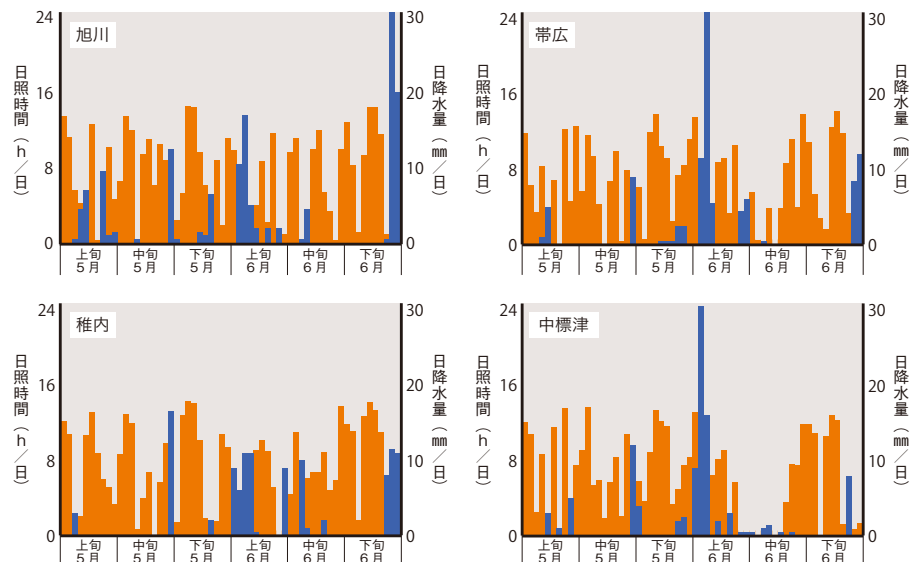 旭川
日照時間（h／日）
24
16
8
0
日降水量（㎜／日）
30
20
10
0
上旬 中旬 下旬 上旬 中旬 下旬
5月 5月 5月 6月 6月 6月
帯広
日照時間（h／日）
24
16
8
0
日降水量（㎜／日）
30
20
10
0
上旬 中旬 下旬 上旬 中旬 下旬
5月 5月 5月 6月 6月 6月
稚内
日照時間（h／日）
24
16
8
0
日降水量（㎜／日）
30
20
10
0
上旬 中旬 下旬 上旬 中旬 下旬
5月 5月 5月 6月 6月 6月
中標津
日照時間（h／日）
24
16
8
0
日降水量（㎜／日）
30
20
10
0
上旬 中旬 下旬 上旬 中旬 下旬
5月 5月 5月 6月 6月 6月